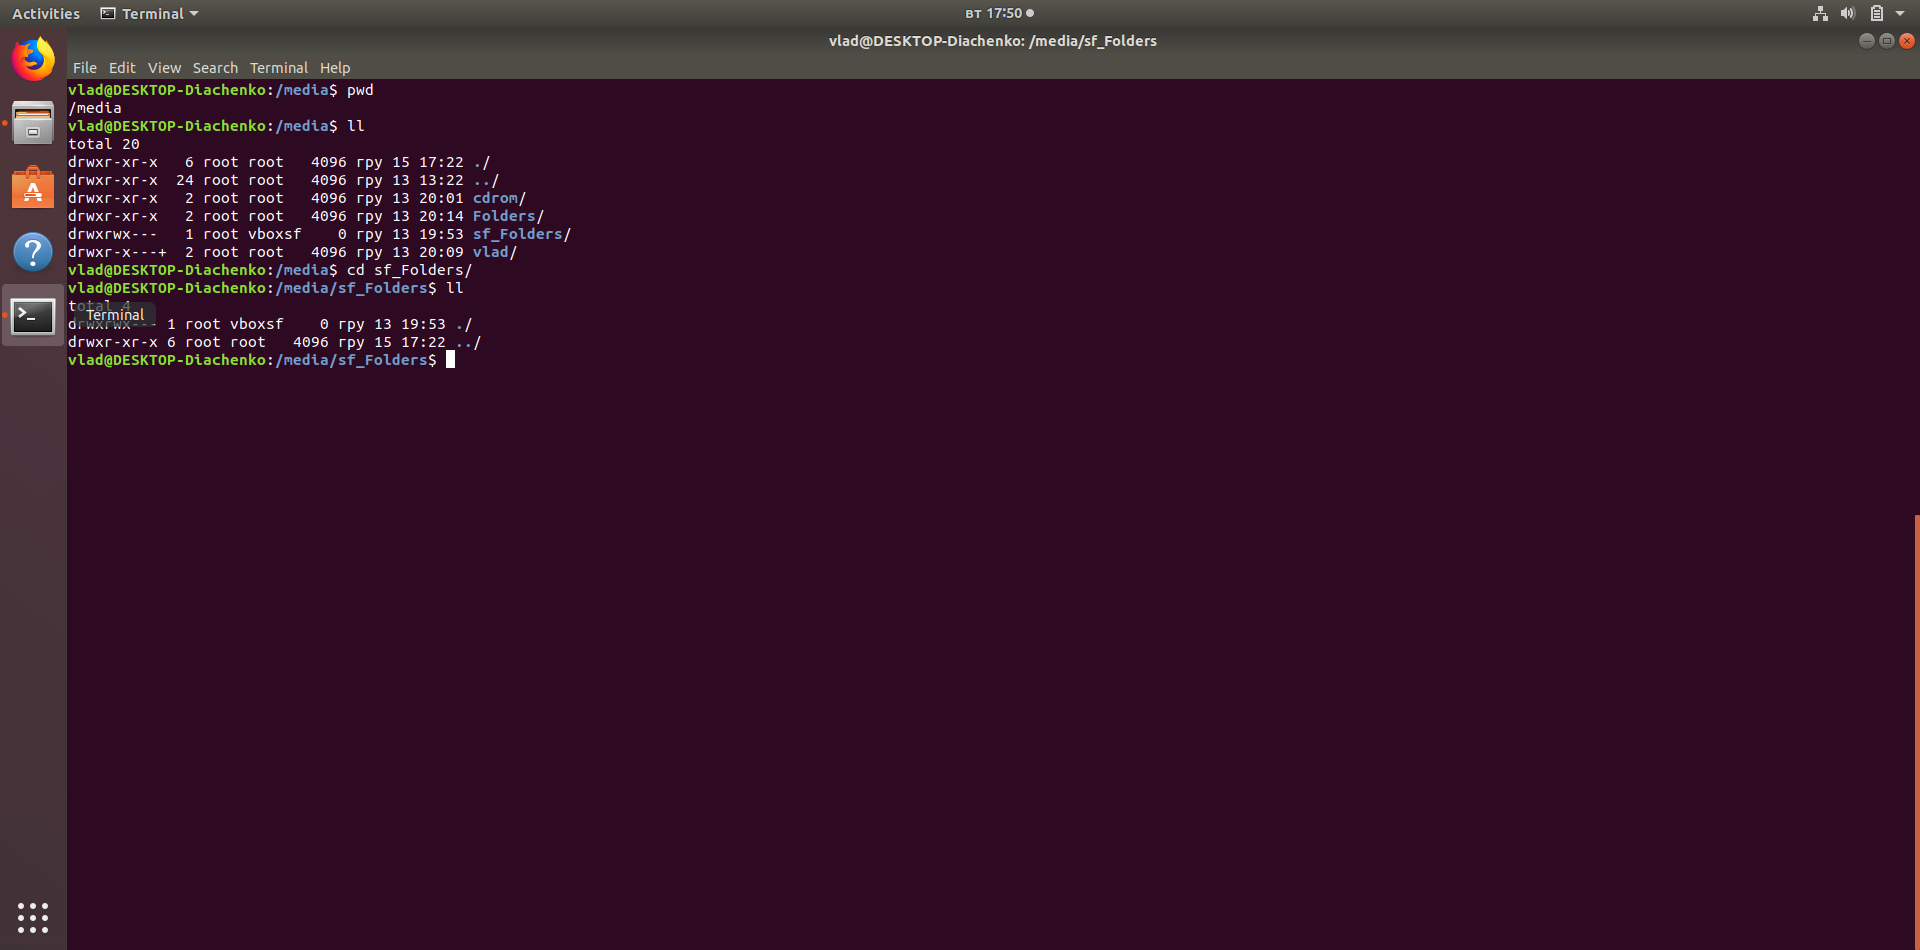 Activities Terminal вт 17:50
vlad@DESKTOP-Diachenko: /media/sf_Folders
File Edit View Search Terminal Help
vlad@DESKTOP-Diachenko:/media$ pwd
/media
vlad@DESKTOP-Diachenko:/media$ ll
total 20
drwxr-xr-x   6 root root   4096 гру 15 17:22 ./
drwxr-xr-x  24 root root   4096 гру 13 13:22 ../
drwxr-xr-x   2 root root   4096 гру 13 20:01 cdrom/
drwxr-xr-x   2 root root   4096 гру 13 20:14 Folders/
drwxrwx---   1 root vboxsf    0 гру 13 19:53 sf_Folders/
drwxr-x---+  2 root root   4096 гру 13 20:09 vlad/
vlad@DESKTOP-Diachenko:/media$ cd sf_Folders/
vlad@DESKTOP-Diachenko:/media/sf_Folders$ ll
total 4
Terminal
drwxrwx--- 1 root vboxsf    0 гру 13 19:53 ./
drwxr-xr-x 6 root root   4096 гру 15 17:22 ../
vlad@DESKTOP-Diachenko:/media/sf_Folders$